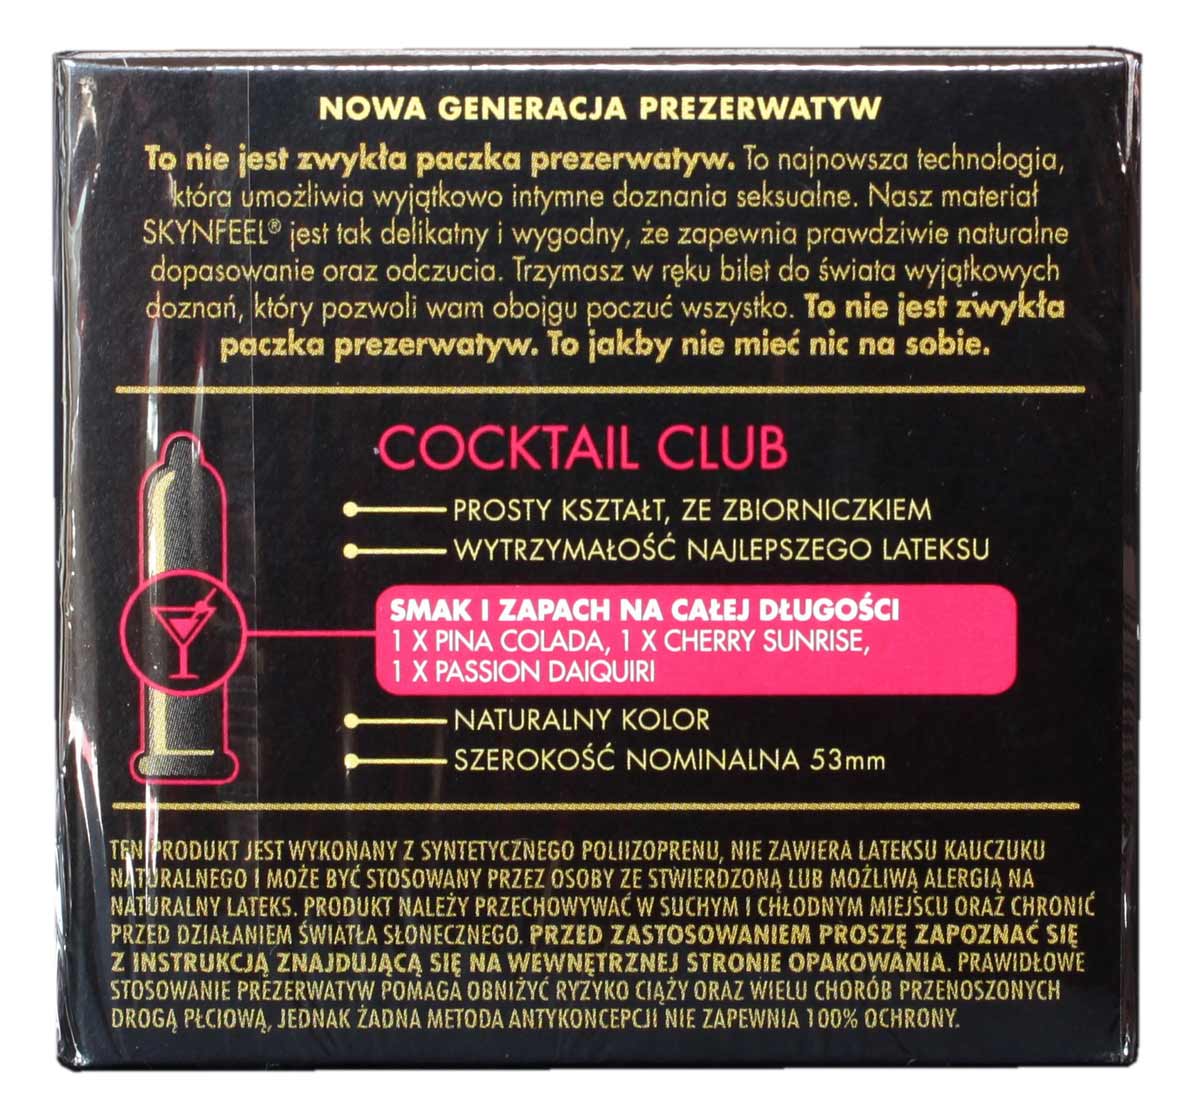 NOWA GENERACJA PREZERWATYW
To nie jest zwykła paczka prezerwatyw. To najnowsza technologia,
która umożliwia wyjątkowo intymne doznania seksualne. Nasz materiał
SKYNFEEL® jest tak delikatny i wygodny, że zapewnia prawdziwie naturalne
dopasowanie oraz odczucia. Trzymasz w ręku bilet do świata wyjątkowych
doznań, który pozwoli wam obojgu poczuć wszystko. To nie jest zwykła
paczka prezerwatyw. To jakby nie mieć nic na sobie.
COCKTAIL CLUB
PROSTY KSZTAŁT, ZE ZBIORNICZKIEM
WYTRZYMAŁOŚĆ NAJLEPSZEGO LATEKSU
SMAK I ZAPACH NA CAŁEJ DŁUGOŚCI
1 X PINA COLADA, 1 X CHERRY SUNRISE,
1 X PASSION DAIQUIRI
NATURALNY KOLOR
SZEROKOŚĆ NOMINALNA 53mm
TEN PRODUKT JEST WYKONANY Z SYNTETYCZNEGO POLIIZOPRENU, NIE ZAWIERA LATEKSU KAUCZUKU
NATURALNEGO I MOŻE BYĆ STOSOWANY PRZEZ OSOBY ZE STWIERDZONĄ LUB MOŻLIWĄ ALERGIĄ NA
NATURALNY LATEKS. PRODUKT NALEŻY PRZECHOWYWAĆ W SUCHYM I CHŁODNYM MIEJSCU ORAZ CHRONIĆ
PRZED DZIAŁANIEM ŚWIATŁA SŁONECZNEGO. PRZED ZASTOSOWANIEM PROSZĘ ZAPOZNAĆ SIĘ
Z INSTRUKCJĄ ZNAJDUJĄCĄ SIĘ NA WEWNĘTRZNEJ STRONIE OPAKOWANIA. PRAWIDŁOWE
STOSOWANIE PREZERWATYW POMAGA OBNIŻYĆ RYZYKO CIĄŻY ORAZ WIELU CHORÓB PRZENOSZONYCH
DROGĄ PŁCIOWĄ, JEDNAK ŻADNA METODA ANTYKONCEPCJI NIE ZAPEWNIA 100% OCHRONY.